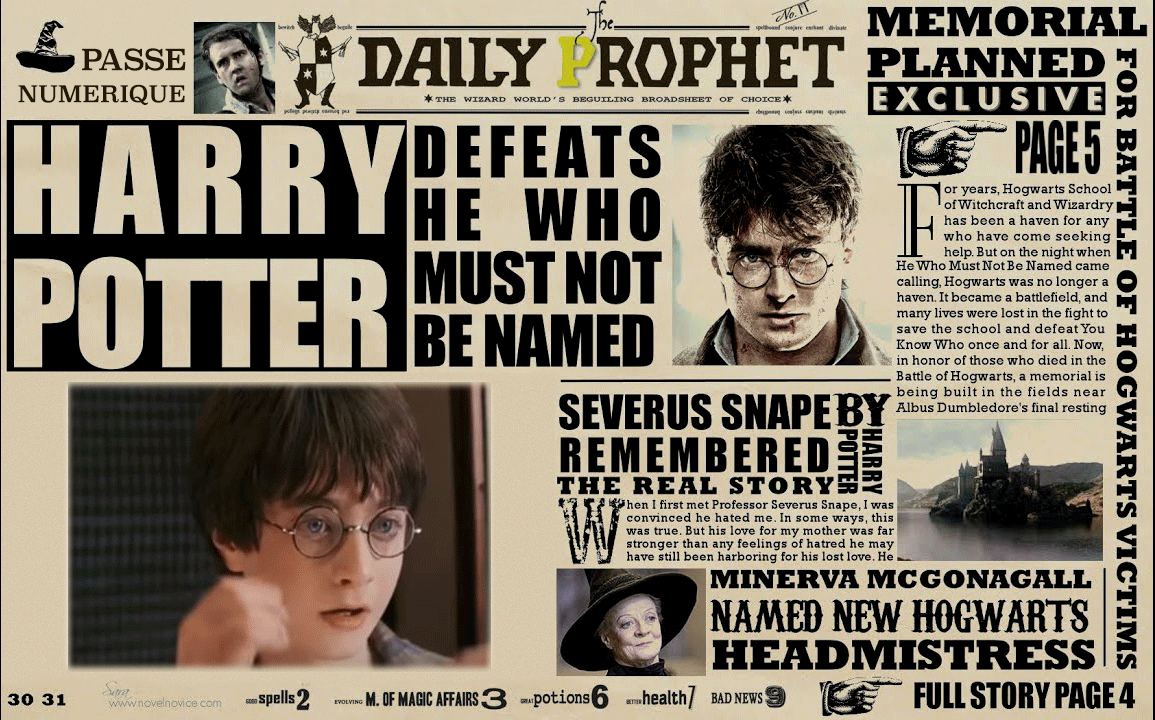 PASSE
NUMERIQUE
The
No. 11
DAILY PROPHET
★THE WIZARD WORLD'S BEGUILING BROADSHEET OF CHOICE★
HARRY
POTTER
DEFEATS
HE WHO
MUST NOT
BE NAMED
MEMORIAL
PLANNED
EXCLUSIVE
PAGE 5
FOR BATTLE OF HOGWARTS VICTIMS
For years, Hogwarts School
of Witchcraft and Wizardry
has been a haven for any
who have come seeking
help. But on the night when
He Who Must Not Be Named came
calling, Hogwarts was no longer a
haven. It became a battlefield, and
many lives were lost in the fight to
save the school and defeat You
Know Who once and for all. Now,
in honor of those who died in the
Battle of Hogwarts, a memorial is
being built in the fields near
Albus Dumbledore's final resting
SEVERUS SNAPE
REMEMBERED
THE REAL STORY
BY
HARRY
POTTER
When I first met Professor Severus Snape, I was
convinced he hated me. In some ways, this
was true. But his love for my mother was far
stronger than any feelings of hatred he may
have still been harboring for his lost love. He
MINERVA MCGONAGALL
NAMED NEW HOGWARTS
HEADMISTRESS
30 31
Sara
www.novelnovice.com
GOOD spells 2
EVOLVING M. OF MAGIC AFFAIRS 3
GREAT potions 6
BETTER health 7
BAD NEWS 9
FULL STORY PAGE 4